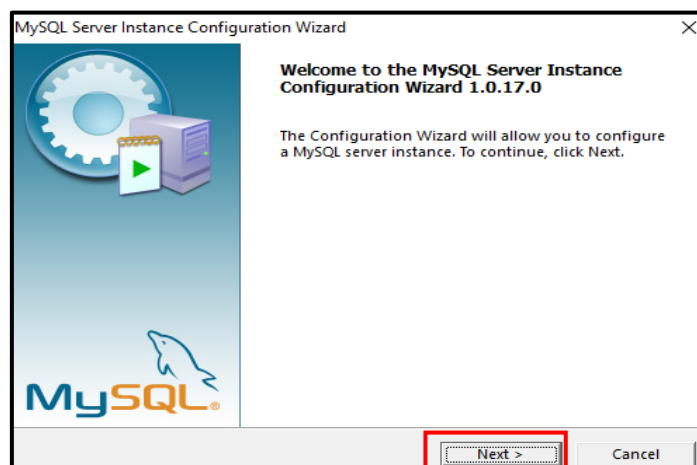 MySQL Server Instance Configuration Wizard
Welcome to the MySQL Server Instance
Configuration Wizard 1.0.17.0
The Configuration Wizard will allow you to configure
a MySQL server instance. To continue, click Next.
MySQL®
Next >
Cancel